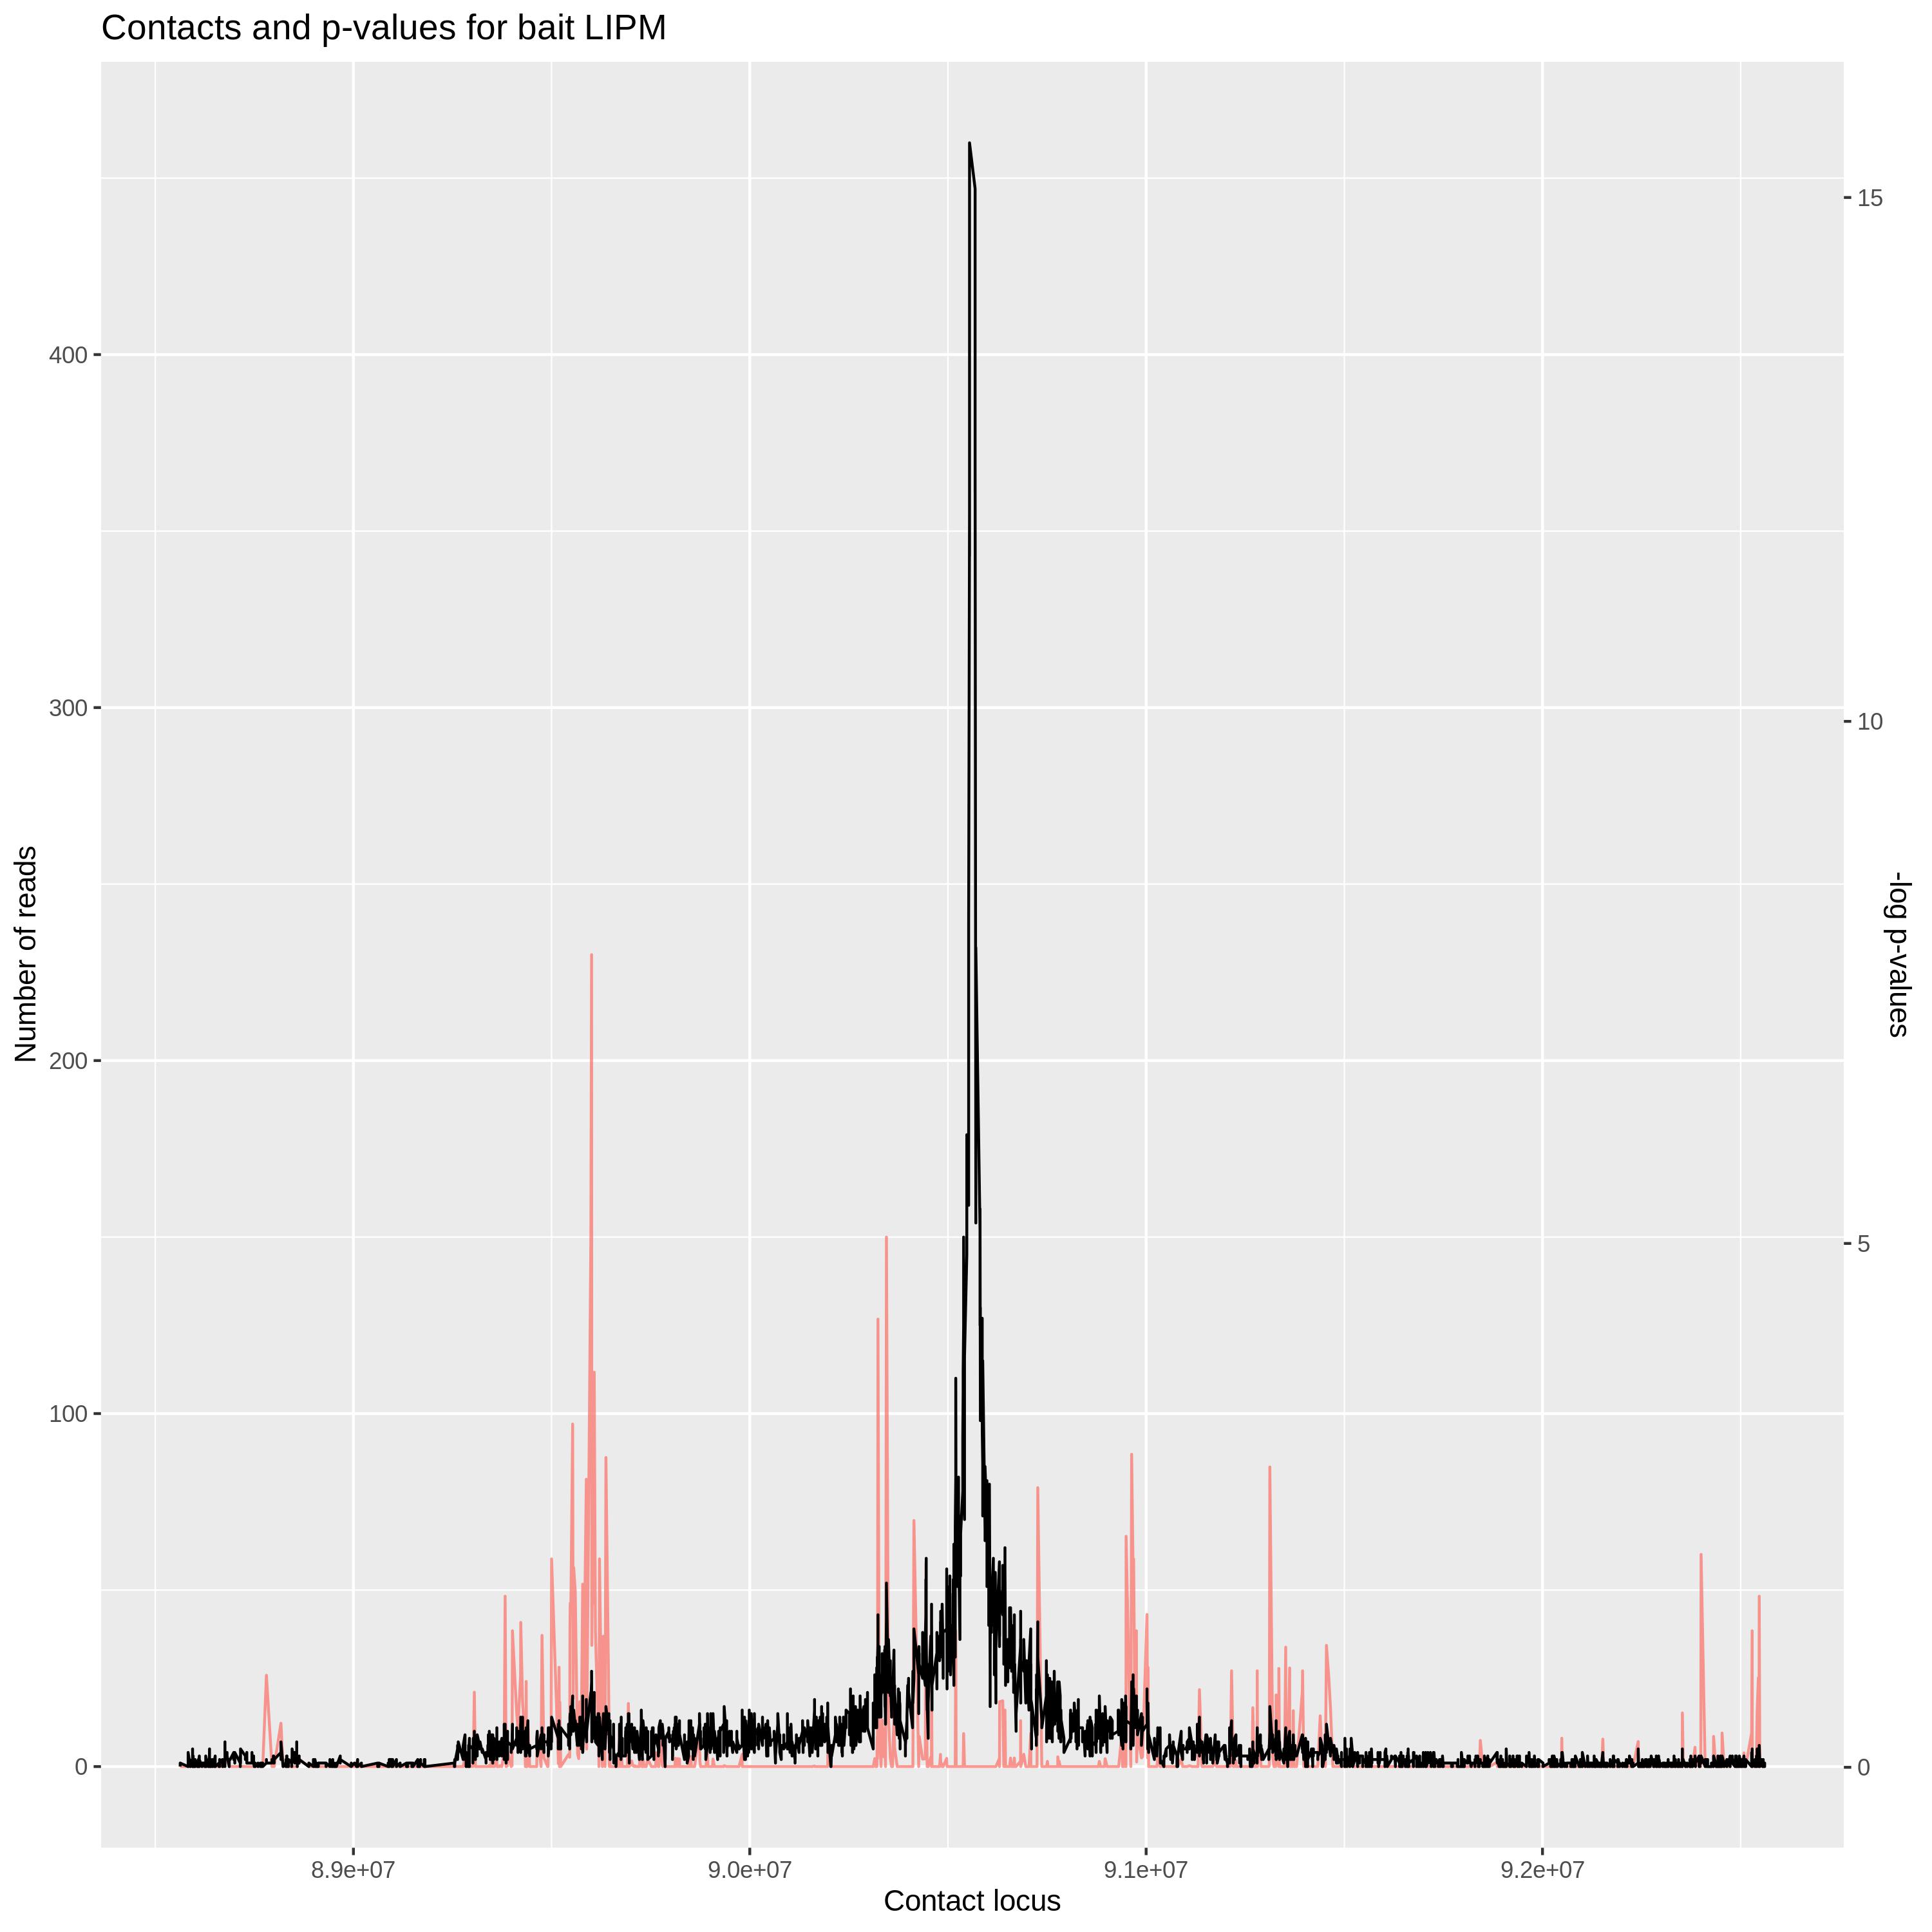 Contacts and p-values for bait LIPM
400
300
200
100
0
Number of reads
15
10
5
0
-log p-values
8.9e+07
9.0e+07
9.1e+07
9.2e+07
Contact locus